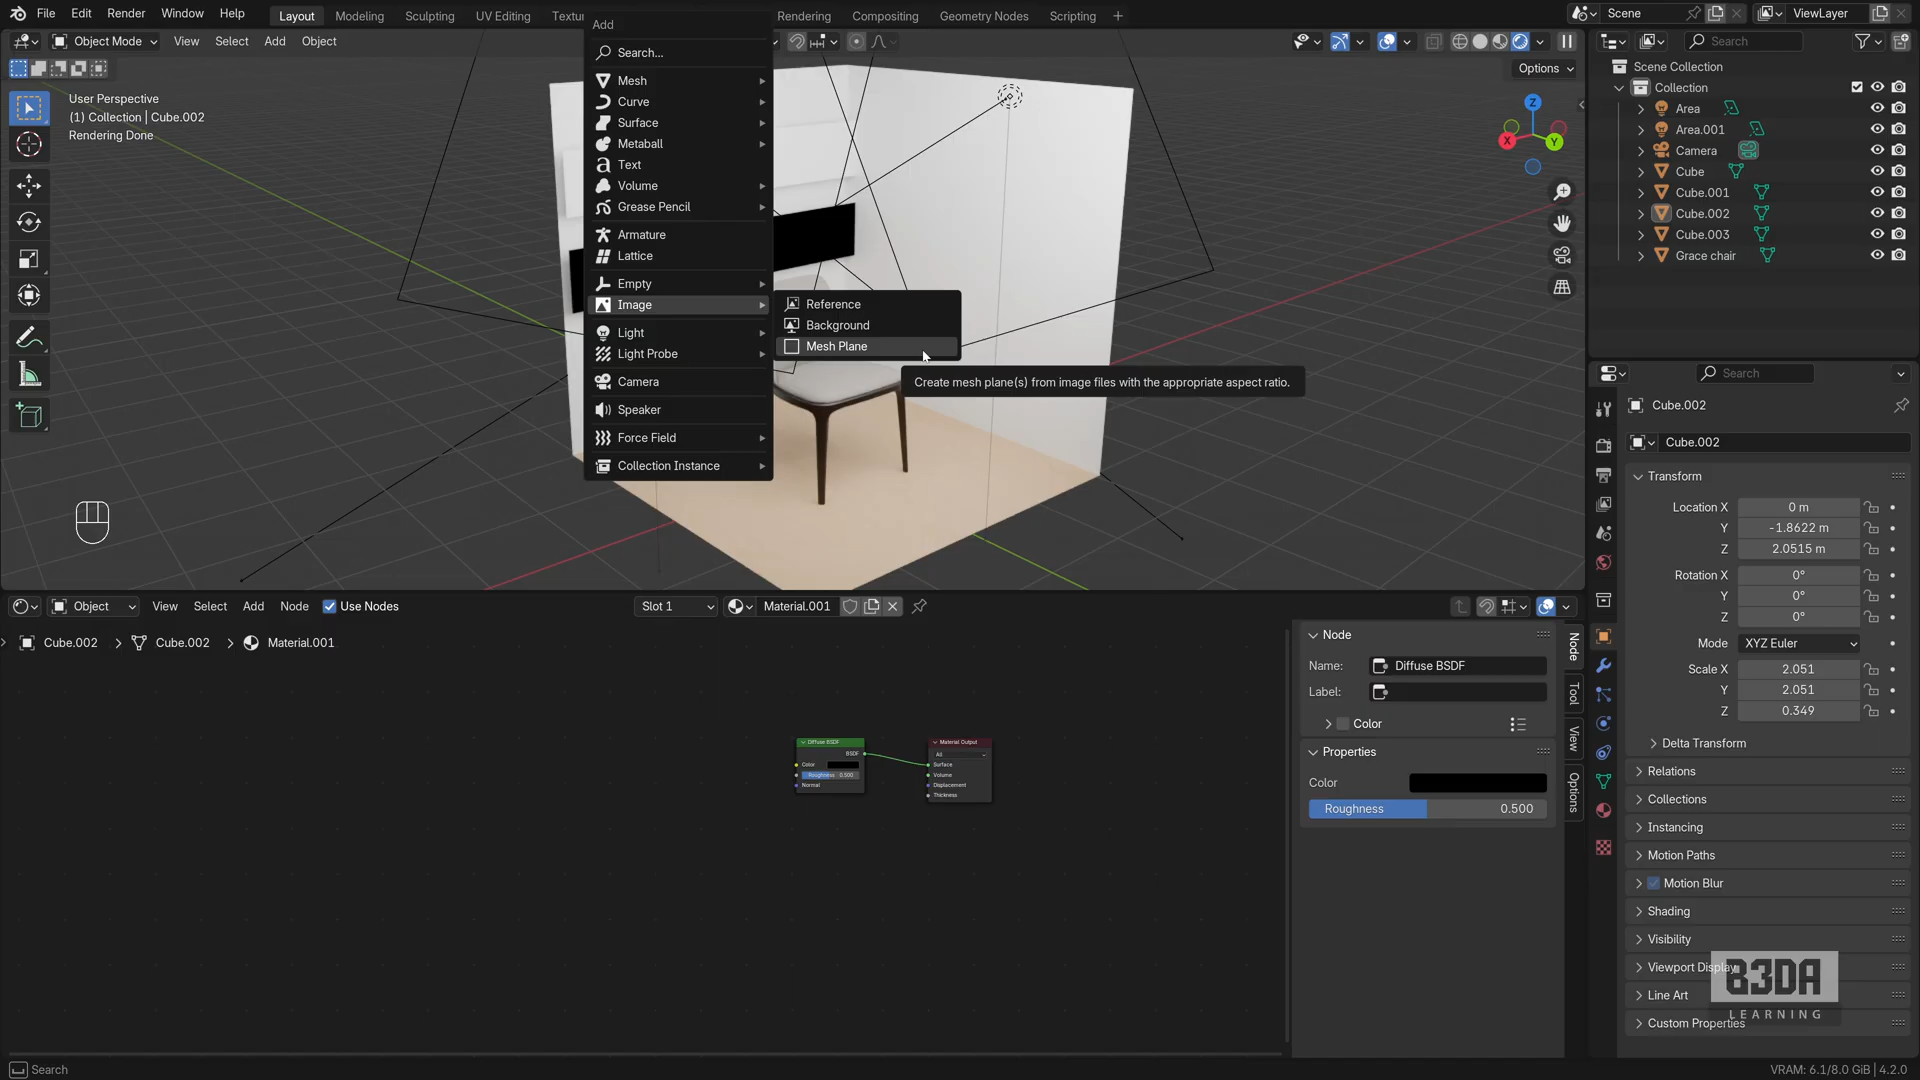 File Edit Render Window Help Layout Modeling Sculpting UV Editing Rendering Compositing Geometry Nodes Scripting + Scene ViewLayer
Object Mode View Select Add Object
Search
Options
User Perspective
(1) Collection | Cube.002
Rendering Done
Add
Search...
Mesh
Curve
Surface
Metaball
Text
Volume
Grease Pencil
Armature
Lattice
Empty
Image
Light
Light Probe
Camera
Speaker
Force Field
Collection Instance
Reference
Background
Mesh Plane
Create mesh plane(s) from image files with the appropriate aspect ratio.
Z
X
Y
Scene Collection
Collection
Area
Area.001
Camera
Cube
Cube.001
Cube.002
Cube.003
Grace chair
Search
Cube.002
Cube.002
Transform
Location X 0 m
Y -1.8622 m
Z 2.0515 m
Rotation X 0°
Y 0°
Z 0°
Mode XYZ Euler
Scale X 2.051
Y 2.051
Z 0.349
Delta Transform
Relations
Collections
Instancing
Motion Paths
Motion Blur
Shading
Visibility
Viewport Display
Line Art
Custom Properties
B3DA
LEARNING
Object View Select Add Node Use Nodes Slot 1 Material.001
Cube.002 > Cube.002 > Material.001
Diffuse BSDF
BSDF
Color
Roughness 0.500
Normal
Material Output
All
Surface
Volume
Displacement
Thickness
Node
Name: Diffuse BSDF
Label:
Color
Properties
Color
Roughness 0.500
Node
Tool
View
Options
Search
VRAM: 6.1/8.0 GiB | 4.2.0